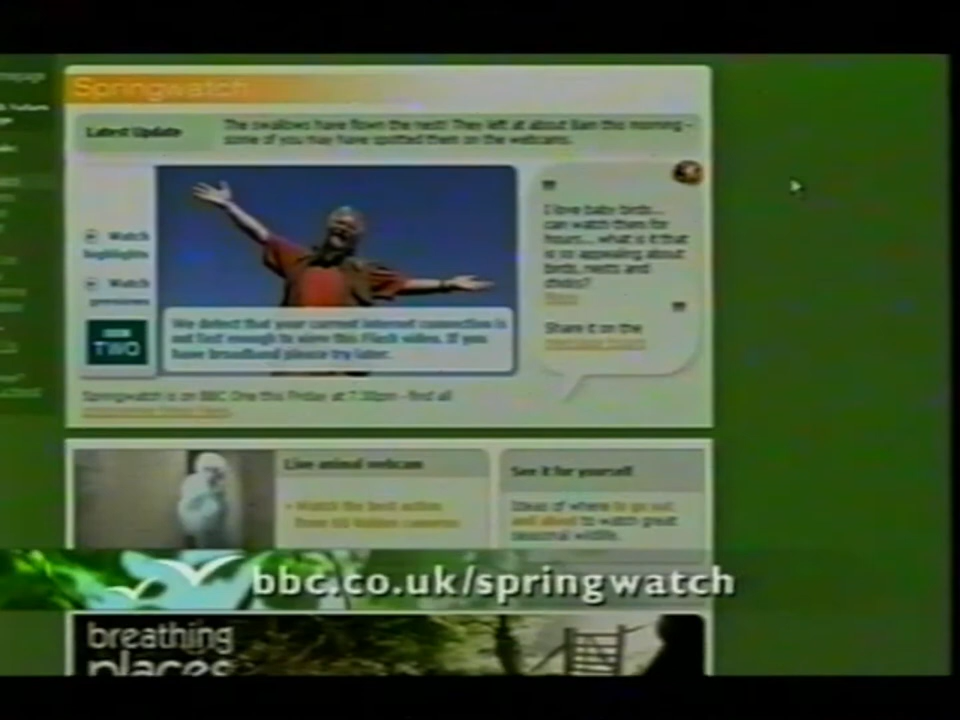 Springwatch
Latest Update
The swallows have flown the nest! They left at about 8am this morning -
some of you may have spotted them on the webcams.
Watch
highlights
Watch
previews
BBC
TWO
We detect that your current internet connection is
not fast enough to view this Flash video. If you
have broadband please try later.
I love baby birds...
can watch them for
hours... what is it that
is so appealing about
birds, nests and
chicks?
Share it on the
Springwatch is on BBC One this Friday at 7:30pm - find all
Live animal webcam
• Watch the best action
from 50 hidden cameras
See it for yourself
Ideas of where to go out
and about to watch great
seasonal wildlife.
bbc.co.uk/springwatch
breathing
places